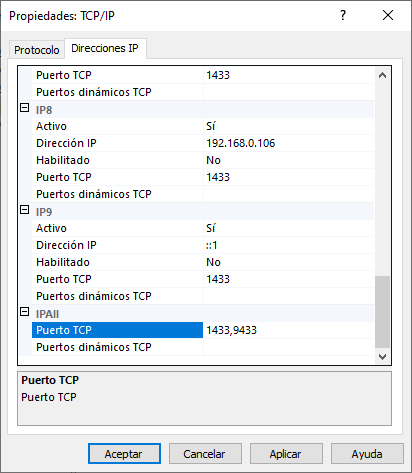 Propiedades: TCP/IP
Protocolo Direcciones IP
Puerto TCP 1433
Puertos dinámicos TCP
IP8
Activo Sí
Dirección IP 192.168.0.106
Habilitado No
Puerto TCP 1433
Puertos dinámicos TCP
IP9
Activo Sí
Dirección IP ::1
Habilitado No
Puerto TCP 1433
Puertos dinámicos TCP
IPAll
Puerto TCP 1433,9433
Puertos dinámicos TCP
Puerto TCP
Puerto TCP
Aceptar Cancelar Aplicar Ayuda